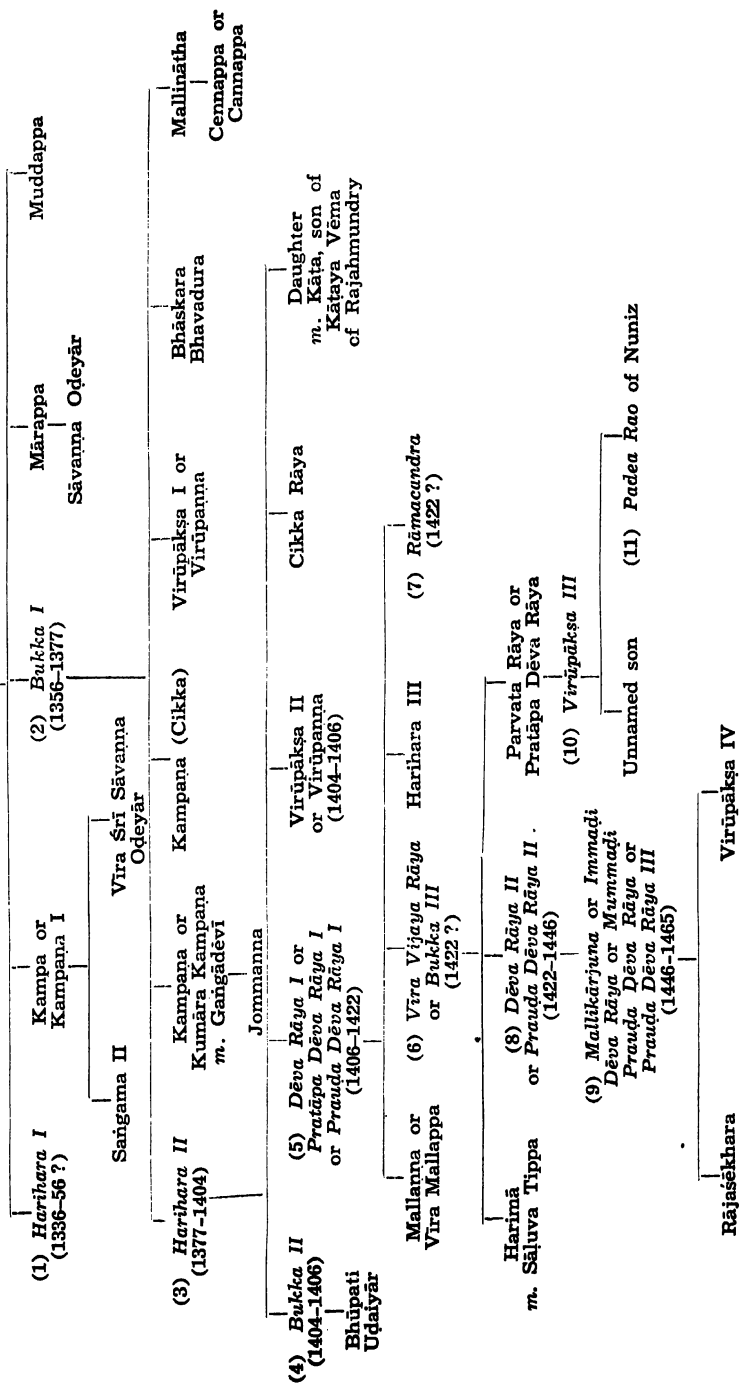 (1) Harihara I
(1336–56 ?)
Kampa or
Kampana I
(2) Bukka I
(1356–1377)
Mārappa
Sāvaṇṇa Oḍeyār
Muddappa
Saṅgama II
Vīra Śrī Sāvaṇṇa
Oḍeyār
(3) Harihara II
(1377–1404)
Kampaṇa or
Kumāra Kampaṇa
m. Gaṅgādēvī
Jommanna
Kampaṇa (Cikka)
Virūpākṣa I or
Virūpaṇṇa
Bhāskara
Bhavadura
Mallinātha
Cennappa or
Cannappa
(4) Bukka II
(1404–1406)
Bhūpati
Uḍaiyār
(5) Dēva Rāya I or
Pratāpa Dēva Rāya I
or Prauḍa Dēva Rāya I
(1406–1422)
Virūpākṣa II
or Virūpaṇṇa
(1404–1406)
Cikka Rāya
Daughter
m. Kāṭa, son of
Kāṭaya Vēma
of Rajahmundry
Mallaṇṇa or
Vīra Mallappa
(6) Vīra Vijaya Rāya
or Bukka III
(1422 ?)
Harihara III
(7) Rāmacundra
(1422 ?)
Harimā
m. Sāḷuva Tippa
(8) Dēva Rāya II
or Prauḍa Dēva Rāya II.
(1422–1446)
Parvata Rāya or
Pratāpa Dēva Rāya
(9) Mallikārjuna or Immaḍi
Dēva Rāya or Mummaḍi
Prauḍa Dēva Rāya or
Prauḍa Dēva Rāya III
(1446–1465)
(10) Virūpākṣa III
Unnamed son
(11) Padea Rao of Nuniz
Rājaśēkhara
Virūpākṣa IV